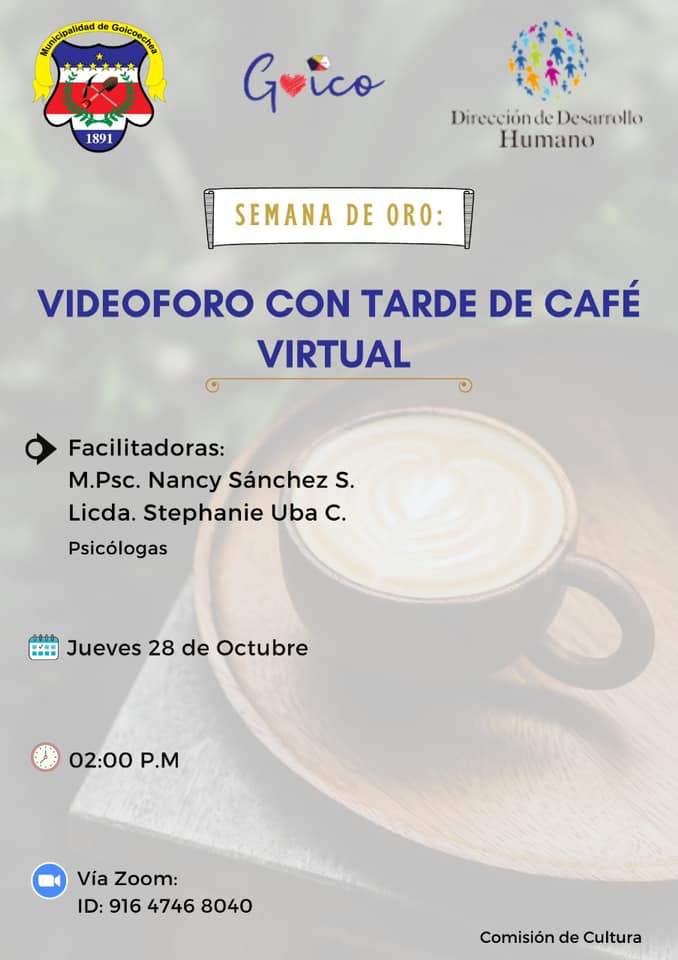 Municipalidad de Goicoechea
1891
Goico
Dirección de Desarrollo
Humano
SEMANA DE ORO:
VIDEOFORO CON TARDE DE CAFÉ
VIRTUAL
Facilitadoras:
M.Psc. Nancy Sánchez S.
Licda. Stephanie Uba C.
Psicólogas
Jueves 28 de Octubre
02:00 P.M
Vía Zoom:
ID: 916 4746 8040
Comisión de Cultura